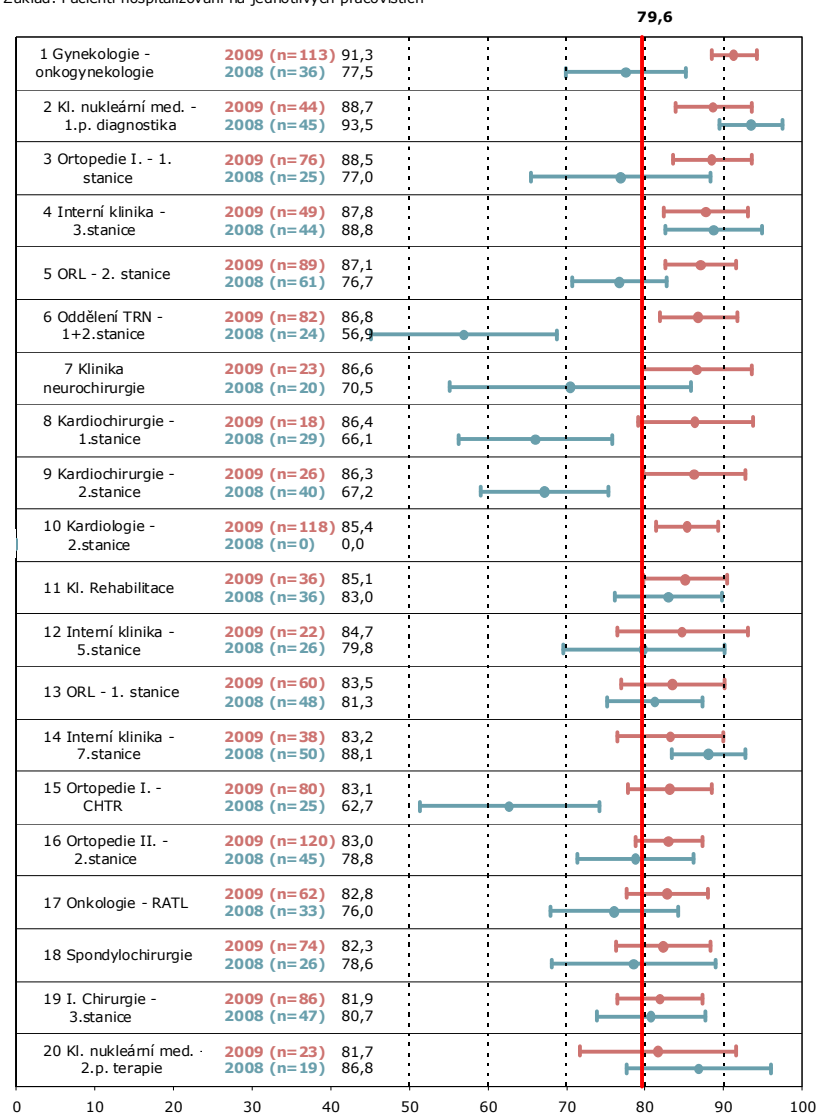 Základ: Pacienti hospitalizovaní na jednotlivých pracovištích
79,6
1 Gynekologie - 2009 (n=113) 91,3
onkogynekologie 2008 (n=36) 77,5
2 Kl. nukleární med. - 2009 (n=44) 88,7
1.p. diagnostika 2008 (n=45) 93,5
3 Ortopedie I. - 1. 2009 (n=76) 88,5
stanice 2008 (n=25) 77,0
4 Interní klinika - 2009 (n=49) 87,8
3.stanice 2008 (n=44) 88,8
5 ORL - 2. stanice 2009 (n=89) 87,1
2008 (n=61) 76,7
6 Oddělení TRN - 2009 (n=82) 86,8
1+2.stanice 2008 (n=24) 56,9
7 Klinika 2009 (n=23) 86,6
neurochirurgie 2008 (n=20) 70,5
8 Kardiochirurgie - 2009 (n=18) 86,4
1.stanice 2008 (n=29) 66,1
9 Kardiochirurgie - 2009 (n=26) 86,3
2.stanice 2008 (n=40) 67,2
10 Kardiologie - 2009 (n=118) 85,4
2.stanice 2008 (n=0) 0,0
11 Kl. Rehabilitace 2009 (n=36) 85,1
2008 (n=36) 83,0
12 Interní klinika - 2009 (n=22) 84,7
5.stanice 2008 (n=26) 79,8
13 ORL - 1. stanice 2009 (n=60) 83,5
2008 (n=48) 81,3
14 Interní klinika - 2009 (n=38) 83,2
7.stanice 2008 (n=50) 88,1
15 Ortopedie I. - 2009 (n=80) 83,1
CHTR 2008 (n=25) 62,7
16 Ortopedie II. - 2009 (n=120) 83,0
2.stanice 2008 (n=45) 78,8
17 Onkologie - RATL 2009 (n=62) 82,8
2008 (n=33) 76,0
18 Spondylochirurgie 2009 (n=74) 82,3
2008 (n=26) 78,6
19 I. Chirurgie - 2009 (n=86) 81,9
3.stanice 2008 (n=47) 80,7
20 Kl. nukleární med. - 2009 (n=23) 81,7
2.p. terapie 2008 (n=19) 86,8
0 10 20 30 40 50 60 70 80 90 100